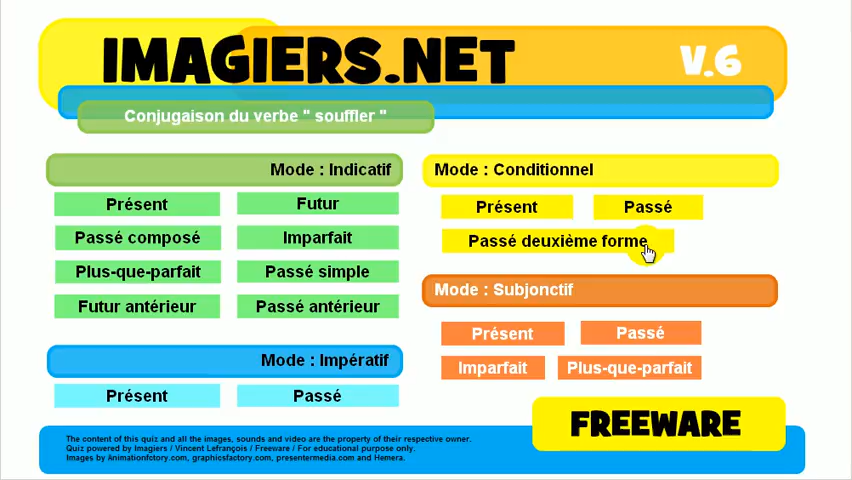 IMAGIERS.NET
V.6
Conjugaison du verbe " souffler "
Mode : Indicatif
Présent
Futur
Passé composé
Imparfait
Plus-que-parfait
Passé simple
Futur antérieur
Passé antérieur
Mode : Impératif
Présent
Passé
Mode : Conditionnel
Présent
Passé
Passé deuxième forme
Mode : Subjonctif
Présent
Passé
Imparfait
Plus-que-parfait
FREEWARE
The content of this quiz and all the images, sounds and video are the property of their respective owner.
Quiz powered by Imagiers / Vincent Lefrançois / Freeware / For educational purpose only.
Images by Animationfctory.com, graphicsfactory.com, presentermedia.com and Hemera.